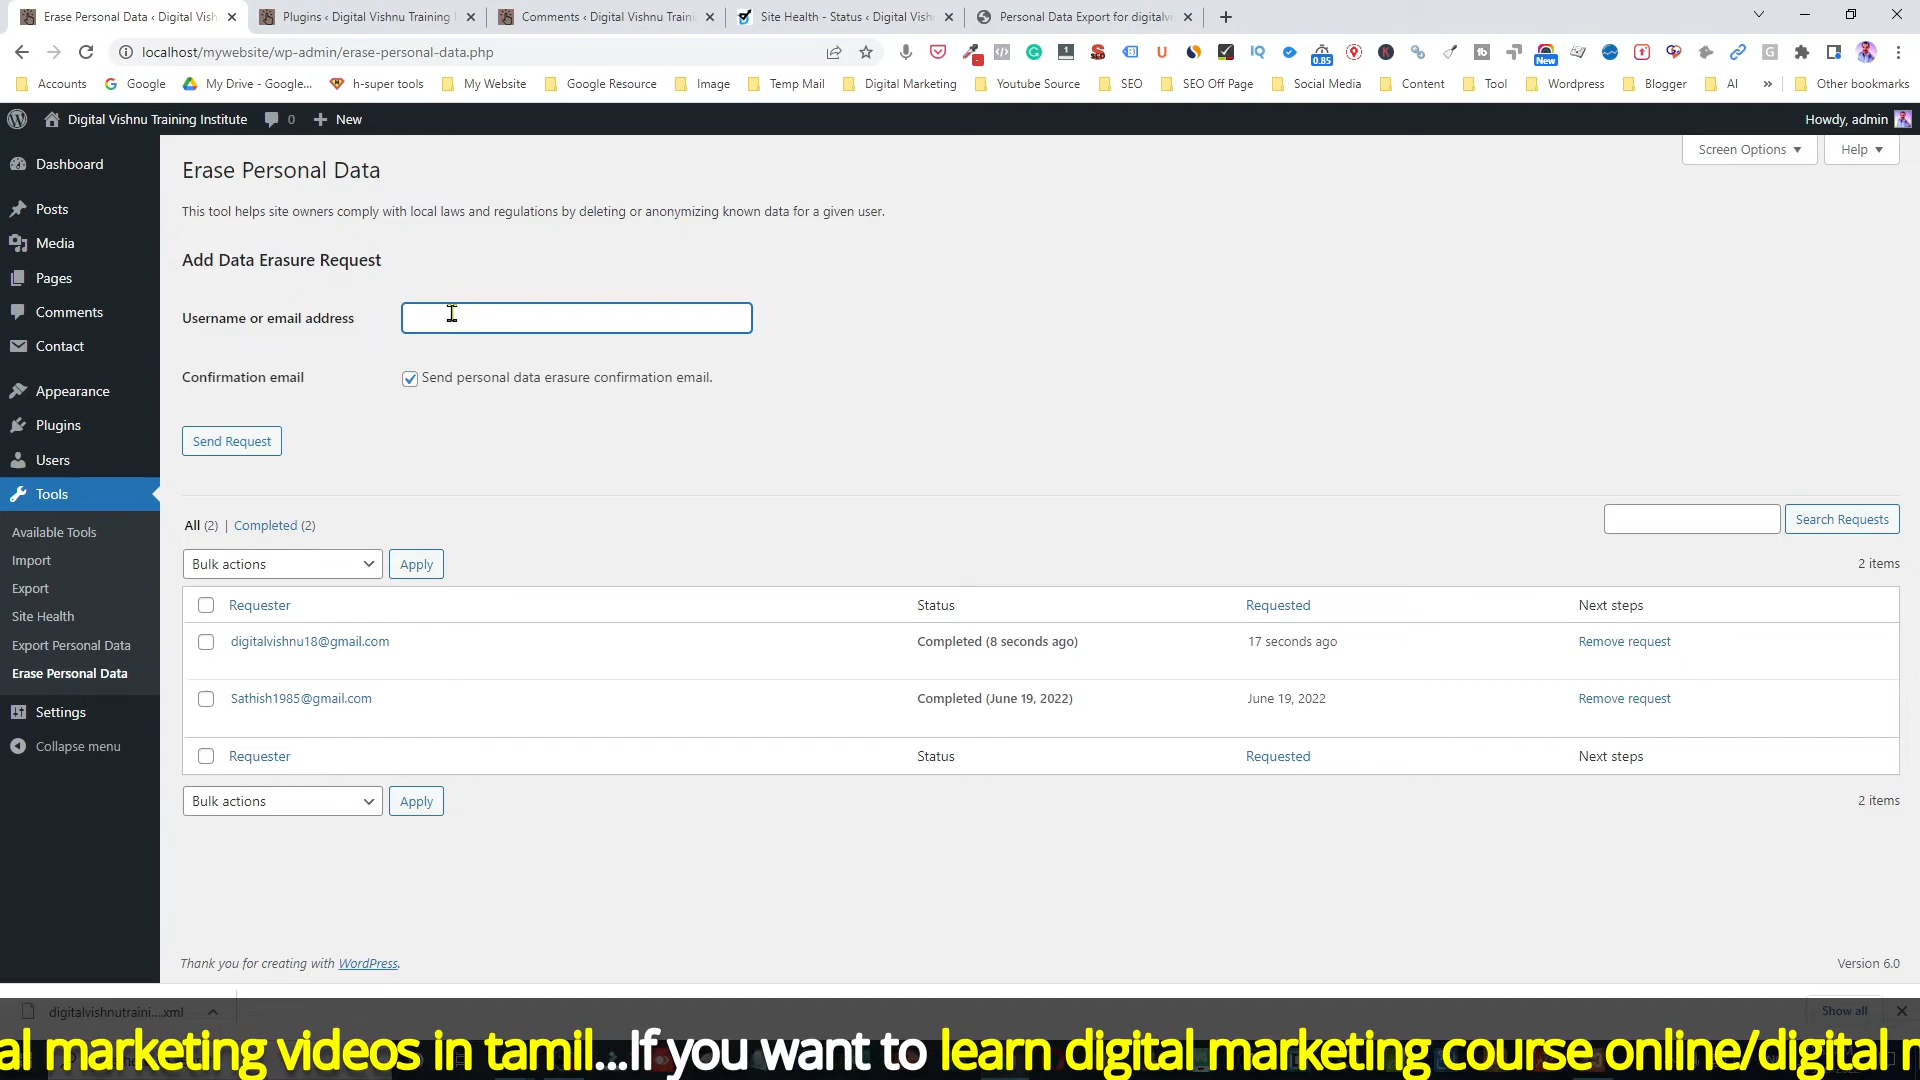 Erase Personal Data ‹ Digital Vish
Plugins ‹ Digital Vishnu Training
Comments ‹ Digital Vishnu Traini
Site Health - Status ‹ Digital Vish
Personal Data Export for digitalvi
localhost/mywebsite/wp-admin/erase-personal-data.php
0.85
New
Accounts
Google
My Drive - Google...
h-super tools
My Website
Google Resource
Image
Temp Mail
Digital Marketing
Youtube Source
SEO
SEO Off Page
Social Media
Content
Tool
Wordpress
Blogger
AI
»
Other bookmarks
Digital Vishnu Training Institute
0
New
Howdy, admin
Screen Options
Help
Dashboard
Posts
Media
Pages
Comments
Contact
Appearance
Plugins
Users
Tools
Available Tools
Import
Export
Site Health
Export Personal Data
Erase Personal Data
Settings
Collapse menu
Erase Personal Data
This tool helps site owners comply with local laws and regulations by deleting or anonymizing known data for a given user.
Add Data Erasure Request
Username or email address
Confirmation email
Send personal data erasure confirmation email.
Send Request
All (2) | Completed (2)
Search Requests
Bulk actions
Apply
2 items
Requester Status Requested Next steps
digitalvishnu18@gmail.com Completed (8 seconds ago) 17 seconds ago Remove request
Sathish1985@gmail.com Completed (June 19, 2022) June 19, 2022 Remove request
Requester Status Requested Next steps
Bulk actions
Apply
2 items
Thank you for creating with WordPress.
Version 6.0
digitalvishnutraini....xml
Show all
al marketing videos in tamil...If you want to learn digital marketing course online/digital